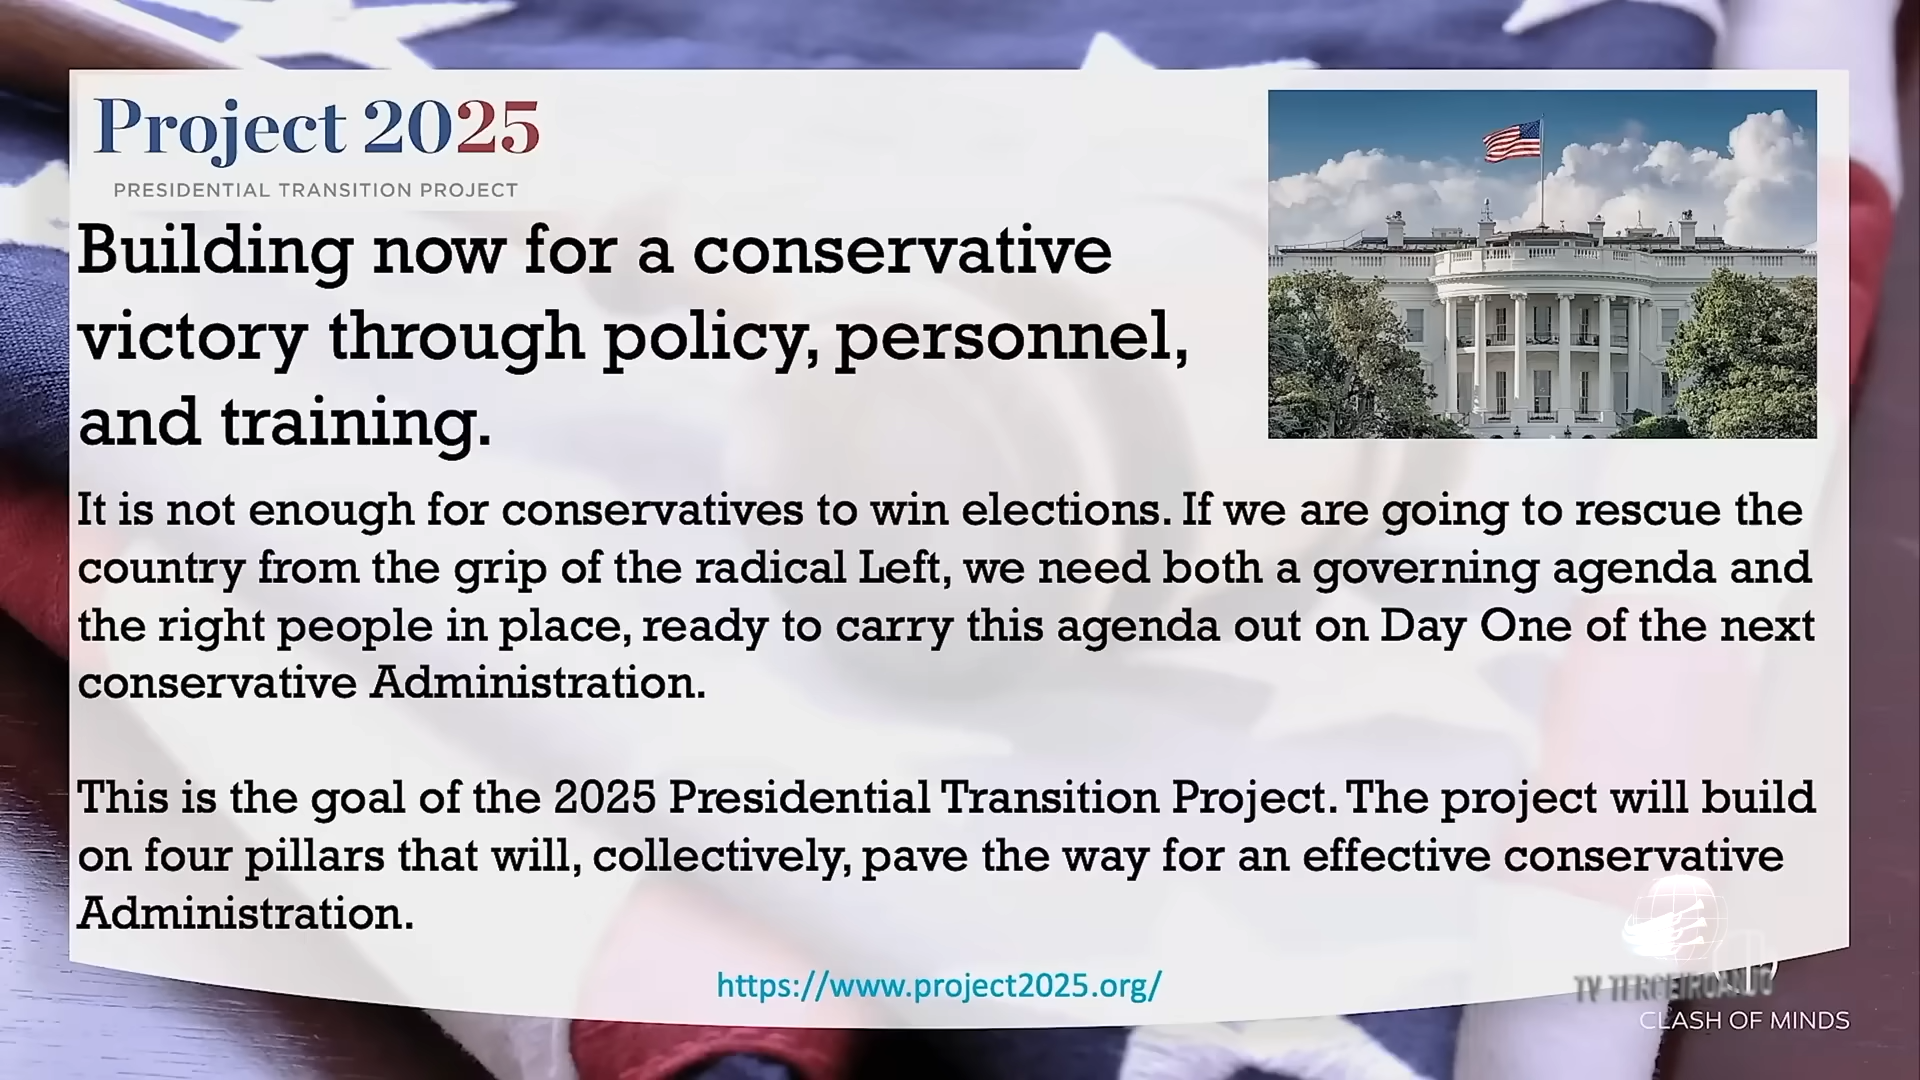 Project 2025
PRESIDENTIAL TRANSITION PROJECT
Building now for a conservative
victory through policy, personnel,
and training.
It is not enough for conservatives to win elections. If we are going to rescue the
country from the grip of the radical Left, we need both a governing agenda and
the right people in place, ready to carry this agenda out on Day One of the next
conservative Administration.
This is the goal of the 2025 Presidential Transition Project. The project will build
on four pillars that will, collectively, pave the way for an effective conservative
Administration.
https://www.project2025.org/
TV TERCEIROANJO
CLASH OF MINDS